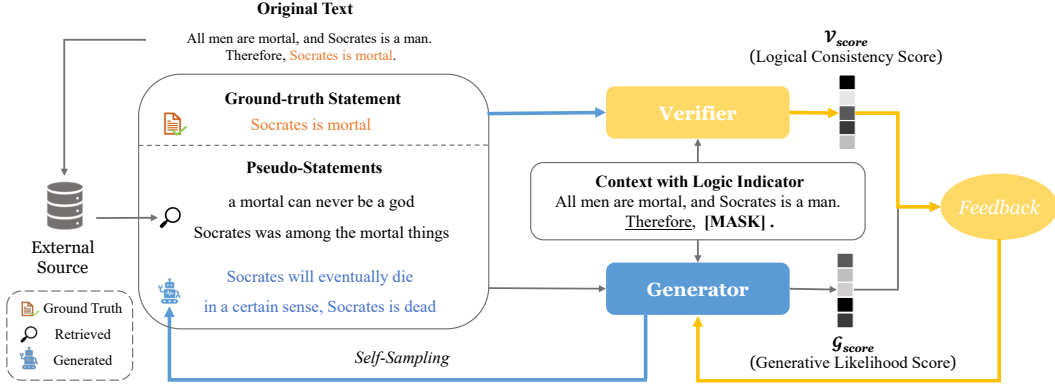 Original Text
All men are mortal, and Socrates is a man.
Therefore, Socrates is mortal.
Ground-truth Statement
Socrates is mortal
Pseudo-Statements
a mortal can never be a god
Socrates was among the mortal things
Socrates will eventually die
in a certain sense, Socrates is dead
External
Source
Ground Truth
Retrieved
Generated
Self-Sampling
Verifier
Context with Logic Indicator
All men are mortal, and Socrates is a man.
Therefore, [MASK] .
Generator
𝒱score
(Logical Consistency Score)
𝒢score
(Generative Likelihood Score)
Feedback